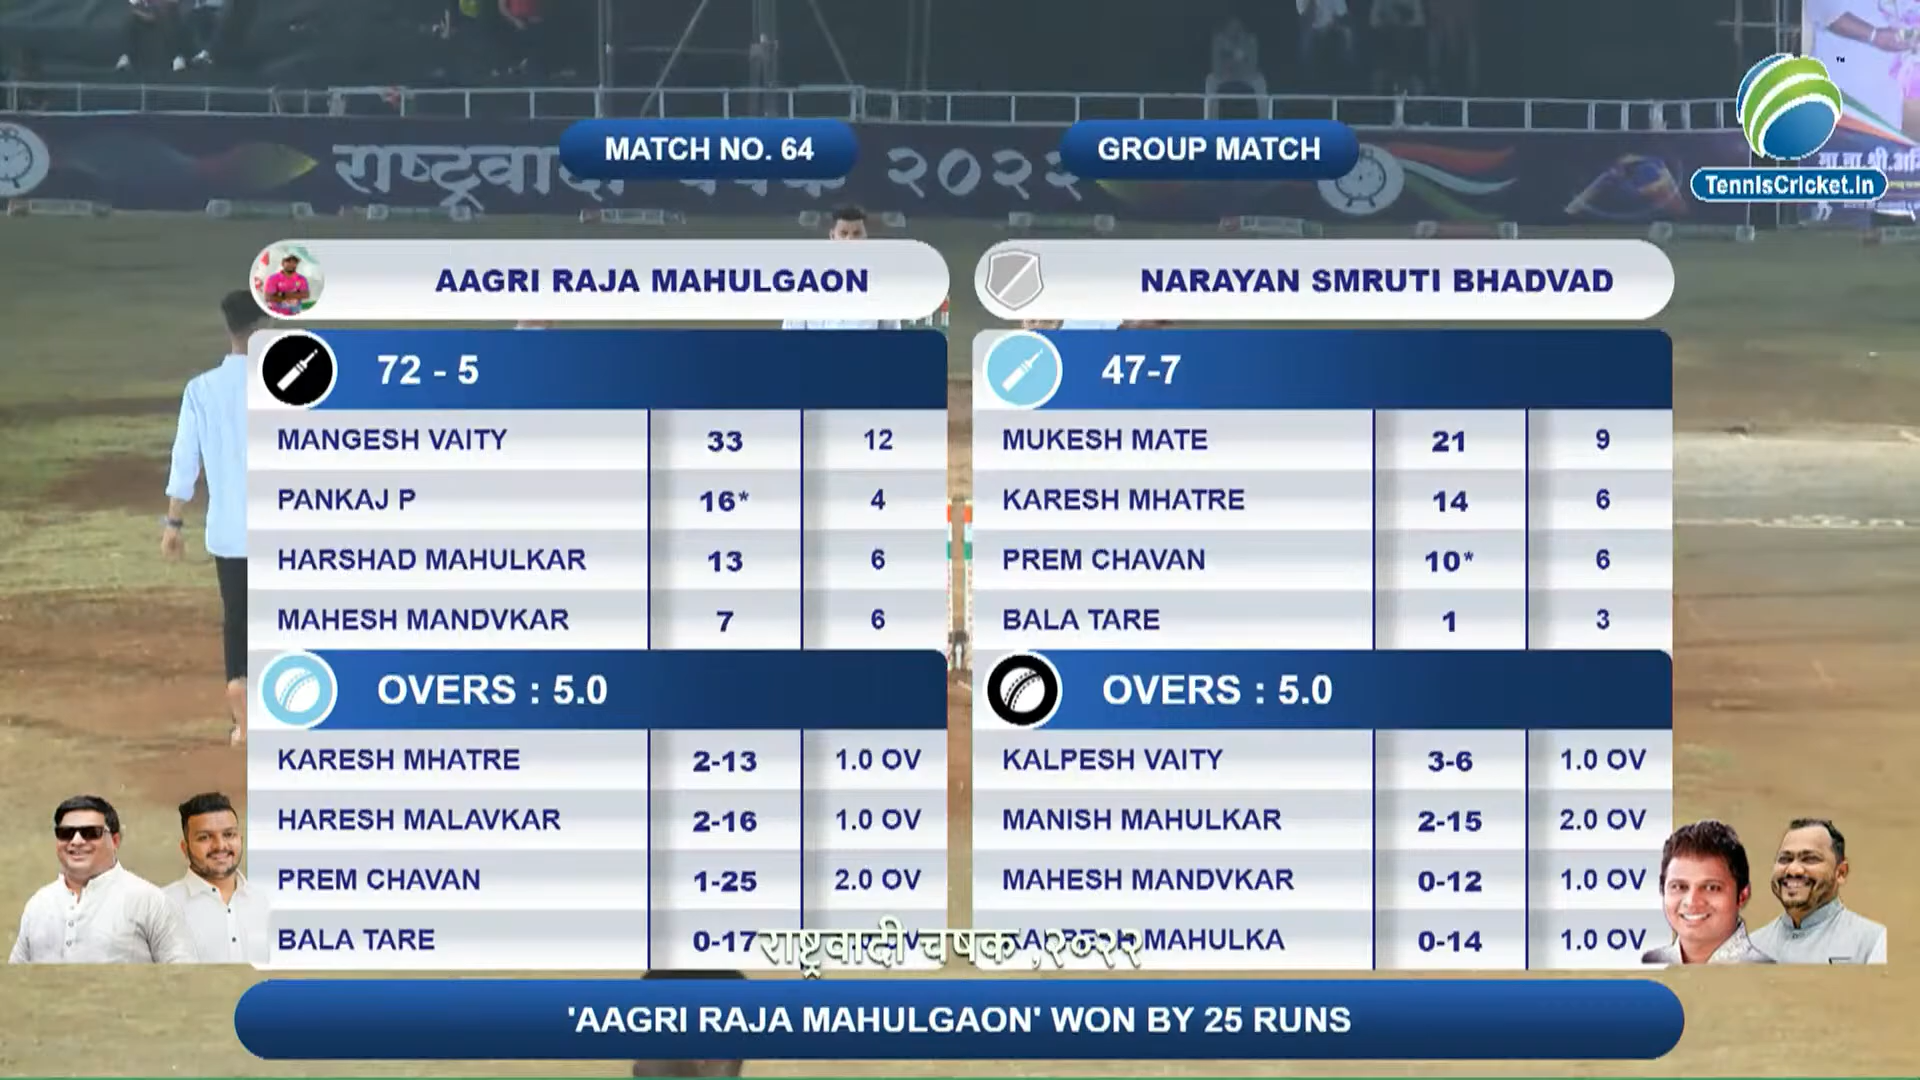 TennisCricket.In
राष्ट्रवादी चषक २०२२
MATCH NO. 64
GROUP MATCH
AAGRI RAJA MAHULGAON
72 - 5
MANGESH VAITY 33 12
PANKAJ P 16* 4
HARSHAD MAHULKAR 13 6
MAHESH MANDVKAR 7 6
OVERS : 5.0
KARESH MHATRE 2-13 1.0 OV
HARESH MALAVKAR 2-16 1.0 OV
PREM CHAVAN 1-25 2.0 OV
BALA TARE 0-17 OV
NARAYAN SMRUTI BHADVAD
47-7
MUKESH MATE 21 9
KARESH MHATRE 14 6
PREM CHAVAN 10* 6
BALA TARE 1 3
OVERS : 5.0
KALPESH VAITY 3-6 1.0 OV
MANISH MAHULKAR 2-15 2.0 OV
MAHESH MANDVKAR 0-12 1.0 OV
MAHULKA 0-14 1.0 OV
राष्ट्रवादी चषक ,२०२२
'AAGRI RAJA MAHULGAON' WON BY 25 RUNS